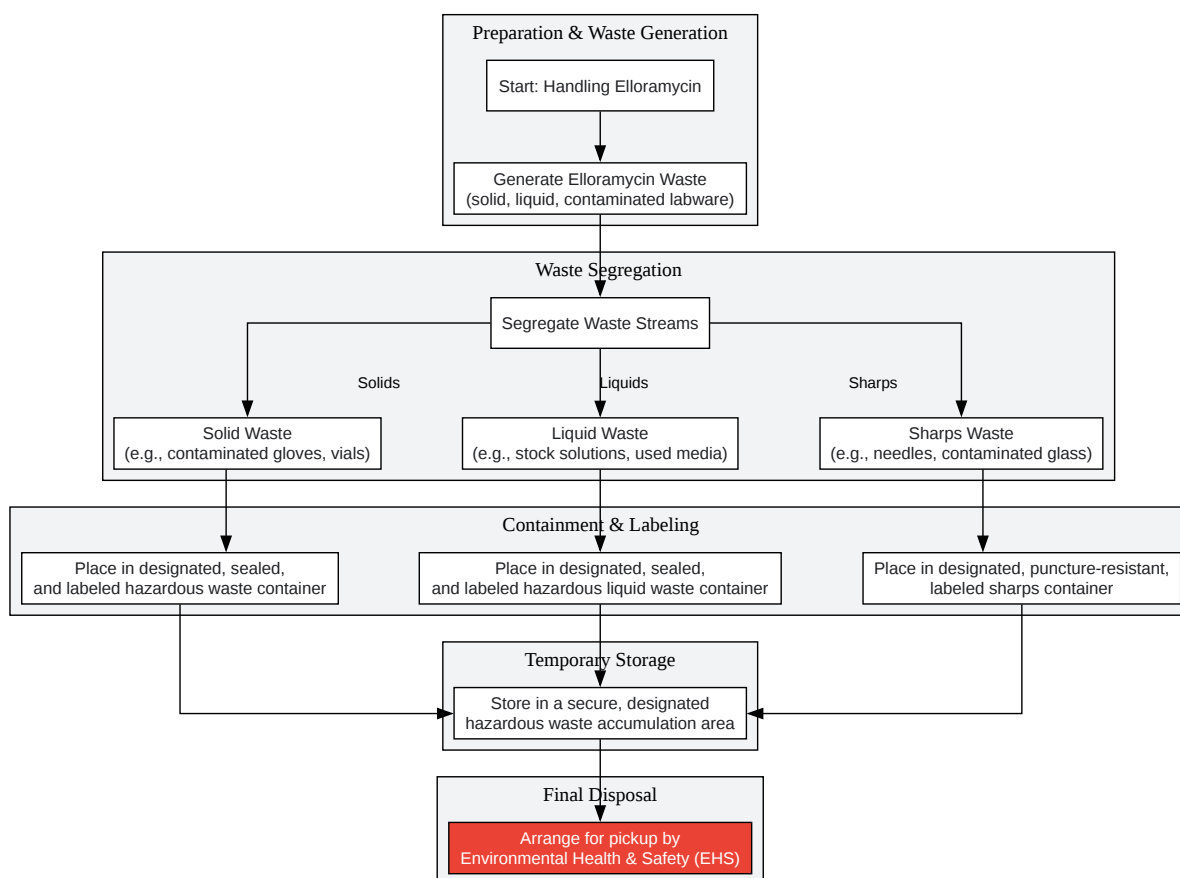 Preparation & Waste Generation
Start: Handling Elloramycin
Generate Elloramycin Waste
(solid, liquid, contaminated labware)
Waste Segregation
Segregate Waste Streams
Solids
Liquids
Sharps
Solid Waste
(e.g., contaminated gloves, vials)
Liquid Waste
(e.g., stock solutions, used media)
Sharps Waste
(e.g., needles, contaminated glass)
Containment & Labeling
Place in designated, sealed,
and labeled hazardous waste container
Place in designated, sealed,
and labeled hazardous liquid waste container
Place in designated, puncture-resistant,
labeled sharps container
Temporary Storage
Store in a secure, designated
hazardous waste accumulation area
Final Disposal
Arrange for pickup by
Environmental Health & Safety (EHS)